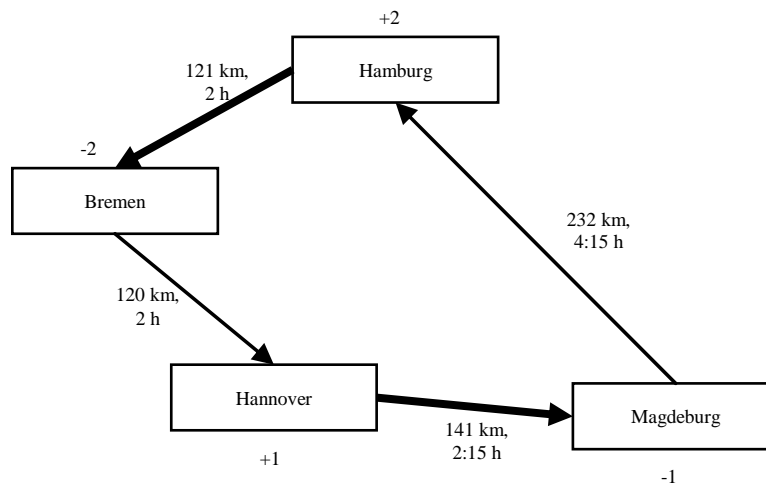 +2
Hamburg
121 km,
2 h
-2
Bremen
232 km,
4:15 h
120 km,
2 h
Hannover
+1
141 km,
2:15 h
Magdeburg
-1